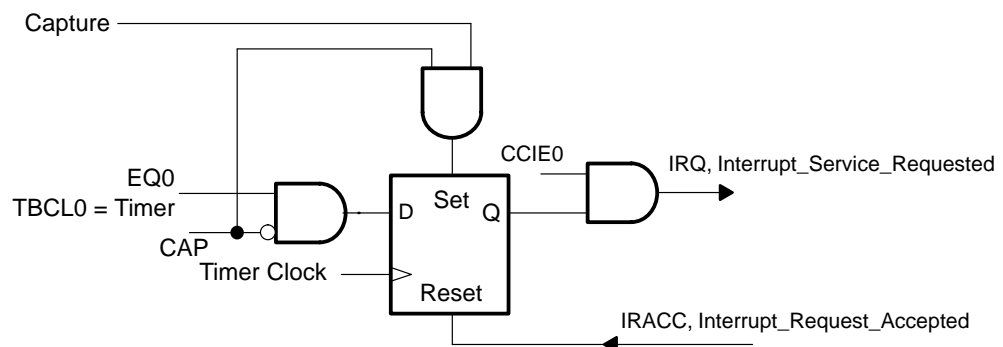 Capture
CCIE0
IRQ, Interrupt_Service_Requested
EQ0
TBCL0 = Timer
CAP
D
Set
Q
Timer Clock
Reset
IRACC, Interrupt_Request_Accepted